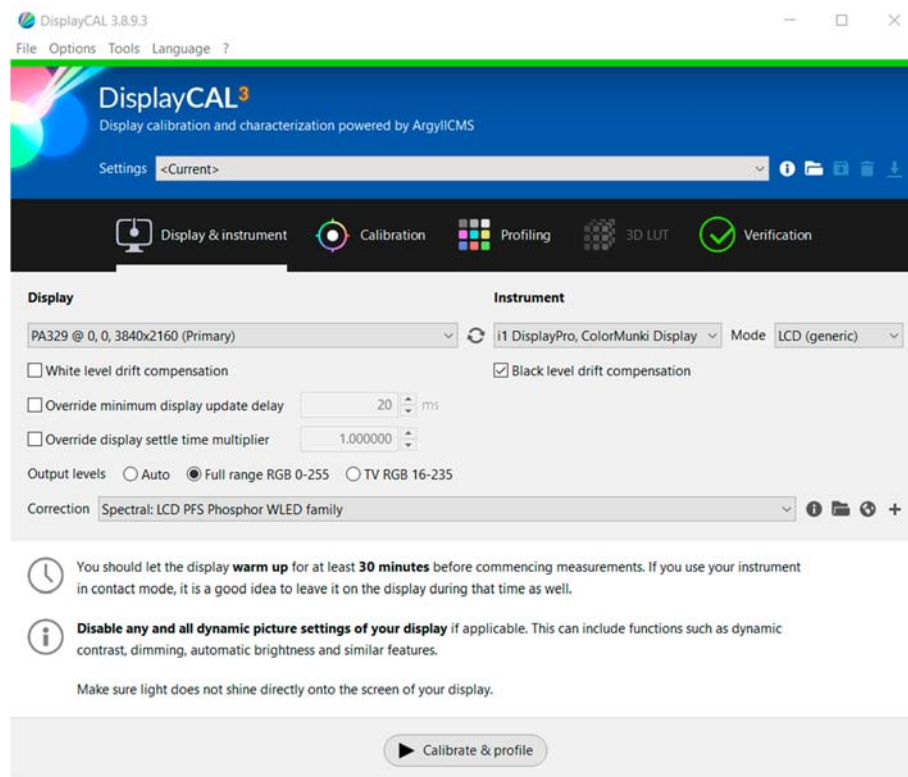 DisplayCAL 3.8.9.3
File Options Tools Language ?
DisplayCAL3
Display calibration and characterization powered by ArgyllCMS
Settings <Current>
Display & instrument Calibration Profiling 3D LUT Verification
Display Instrument
PA329 @ 0, 0, 3840x2160 (Primary) i1 DisplayPro, ColorMunki Display Mode LCD (generic)
White level drift compensation Black level drift compensation
Override minimum display update delay 20 ms
Override display settle time multiplier 1.000000
Output levels Auto Full range RGB 0-255 TV RGB 16-235
Correction Spectral: LCD PFS Phosphor WLED family
You should let the display warm up for at least 30 minutes before commencing measurements. If you use your instrument
in contact mode, it is a good idea to leave it on the display during that time as well.
Disable any and all dynamic picture settings of your display if applicable. This can include functions such as dynamic
contrast, dimming, automatic brightness and similar features.
Make sure light does not shine directly onto the screen of your display.
Calibrate & profile